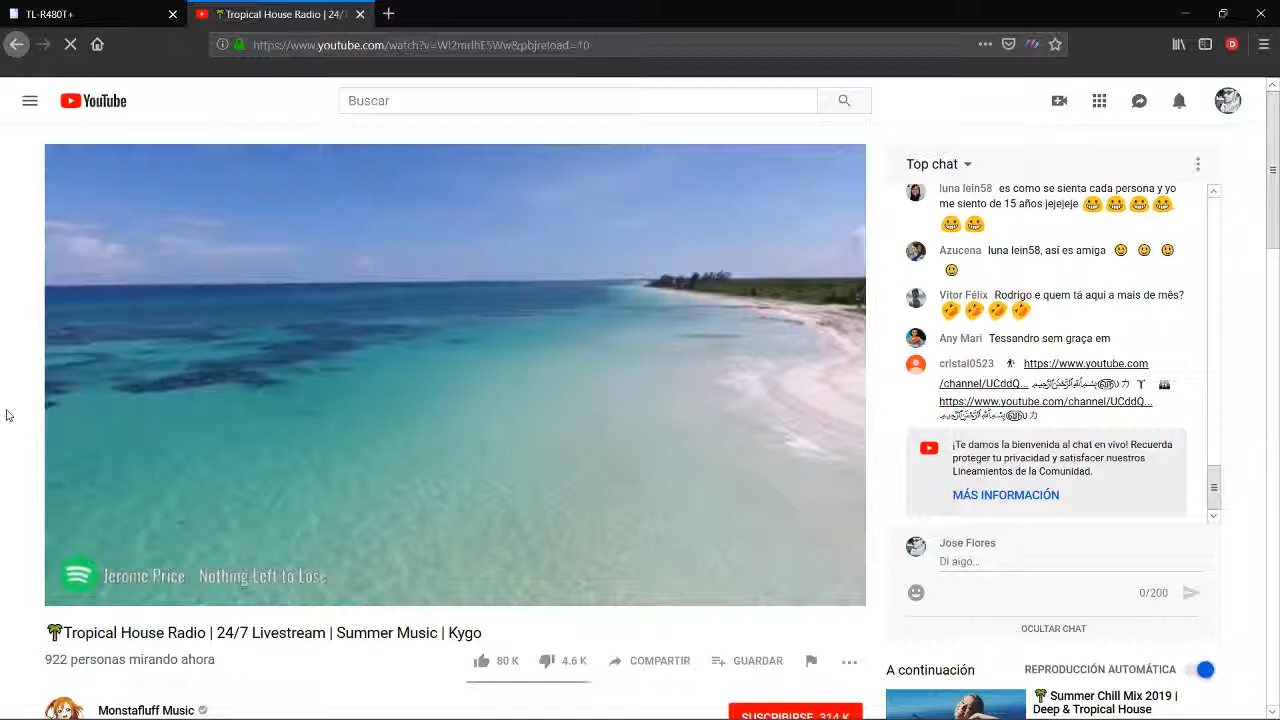 TL-R480T+
🌴Tropical House Radio | 24/7
https://www.youtube.com/watch?v=Wl2mrlhE5Ww&pbjreload=10
YouTube
Buscar
Jerome Price Nothing Left to Lose
🌴Tropical House Radio | 24/7 Livestream | Summer Music | Kygo
922 personas mirando ahora
80 K
4.6 K
COMPARTIR
GUARDAR
Monstafluff Music
SUSCRIBIRSE 314 K
Top chat
luna lein58 es como se sienta cada persona y yo
me siento de 15 años jejejeje 😀😀😀😀
😀😀
Azucena luna lein58, así es amiga 🙂 🙂 🙂
🙂
Vitor Félix Rodrigo e quem tá aqui a mais de mês?
🤣🤣🤣🤣
Any Mari Tessandro sem graça em
cristal0523 https://www.youtube.com
/channel/UCddQ...
https://www.youtube.com/channel/UCddQ...
¡Te damos la bienvenida al chat en vivo! Recuerda
proteger tu privacidad y satisfacer nuestros
Lineamientos de la Comunidad.
MÁS INFORMACIÓN
Jose Flores
Di algo...
0/200
OCULTAR CHAT
A continuación
REPRODUCCIÓN AUTOMÁTICA
🌴 Summer Chill Mix 2019 |
Deep & Tropical House